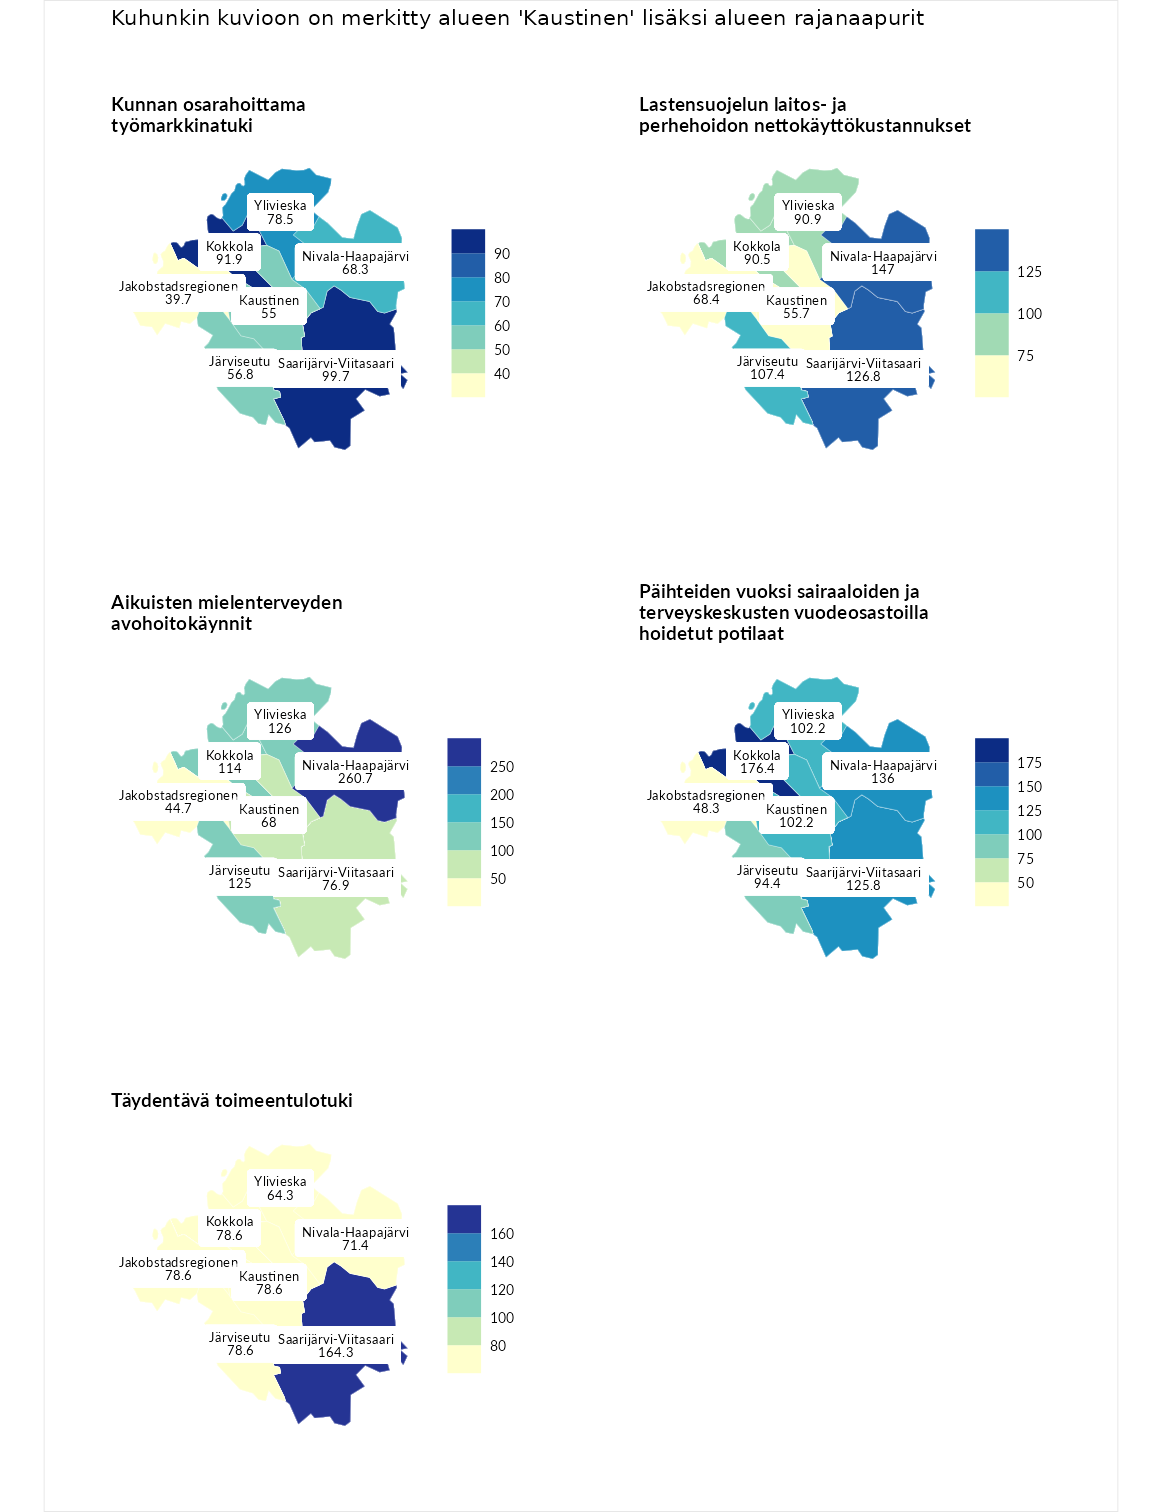 Kuhunkin kuvioon on merkitty alueen 'Kaustinen' lisäksi alueen rajanaapurit
Kunnan osarahoittama
työmarkkinatuki
Ylivieska
78.5
Kokkola
91.9
Nivala-Haapajärvi
68.3
Jakobstadsregionen
39.7
Kaustinen
55
Järviseutu
56.8
Saarijärvi-Viitasaari
99.7
90
80
70
60
50
40
Lastensuojelun laitos- ja
perhehoidon nettokäyttökustannukset
Ylivieska
90.9
Kokkola
90.5
Nivala-Haapajärvi
147
Jakobstadsregionen
68.4
Kaustinen
55.7
Järviseutu
107.4
Saarijärvi-Viitasaari
126.8
125
100
75
Aikuisten mielenterveyden
avohoitokäynnit
Ylivieska
126
Kokkola
114
Nivala-Haapajärvi
260.7
Jakobstadsregionen
44.7
Kaustinen
68
Järviseutu
125
Saarijärvi-Viitasaari
76.9
250
200
150
100
50
Päihteiden vuoksi sairaaloiden ja
terveyskeskusten vuodeosastoilla
hoidetut potilaat
Ylivieska
102.2
Kokkola
176.4
Nivala-Haapajärvi
136
Jakobstadsregionen
48.3
Kaustinen
102.2
Järviseutu
94.4
Saarijärvi-Viitasaari
125.8
175
150
125
100
75
50
Täydentävä toimeentulotuki
Ylivieska
64.3
Kokkola
78.6
Nivala-Haapajärvi
71.4
Jakobstadsregionen
78.6
Kaustinen
78.6
Järviseutu
78.6
Saarijärvi-Viitasaari
164.3
160
140
120
100
80